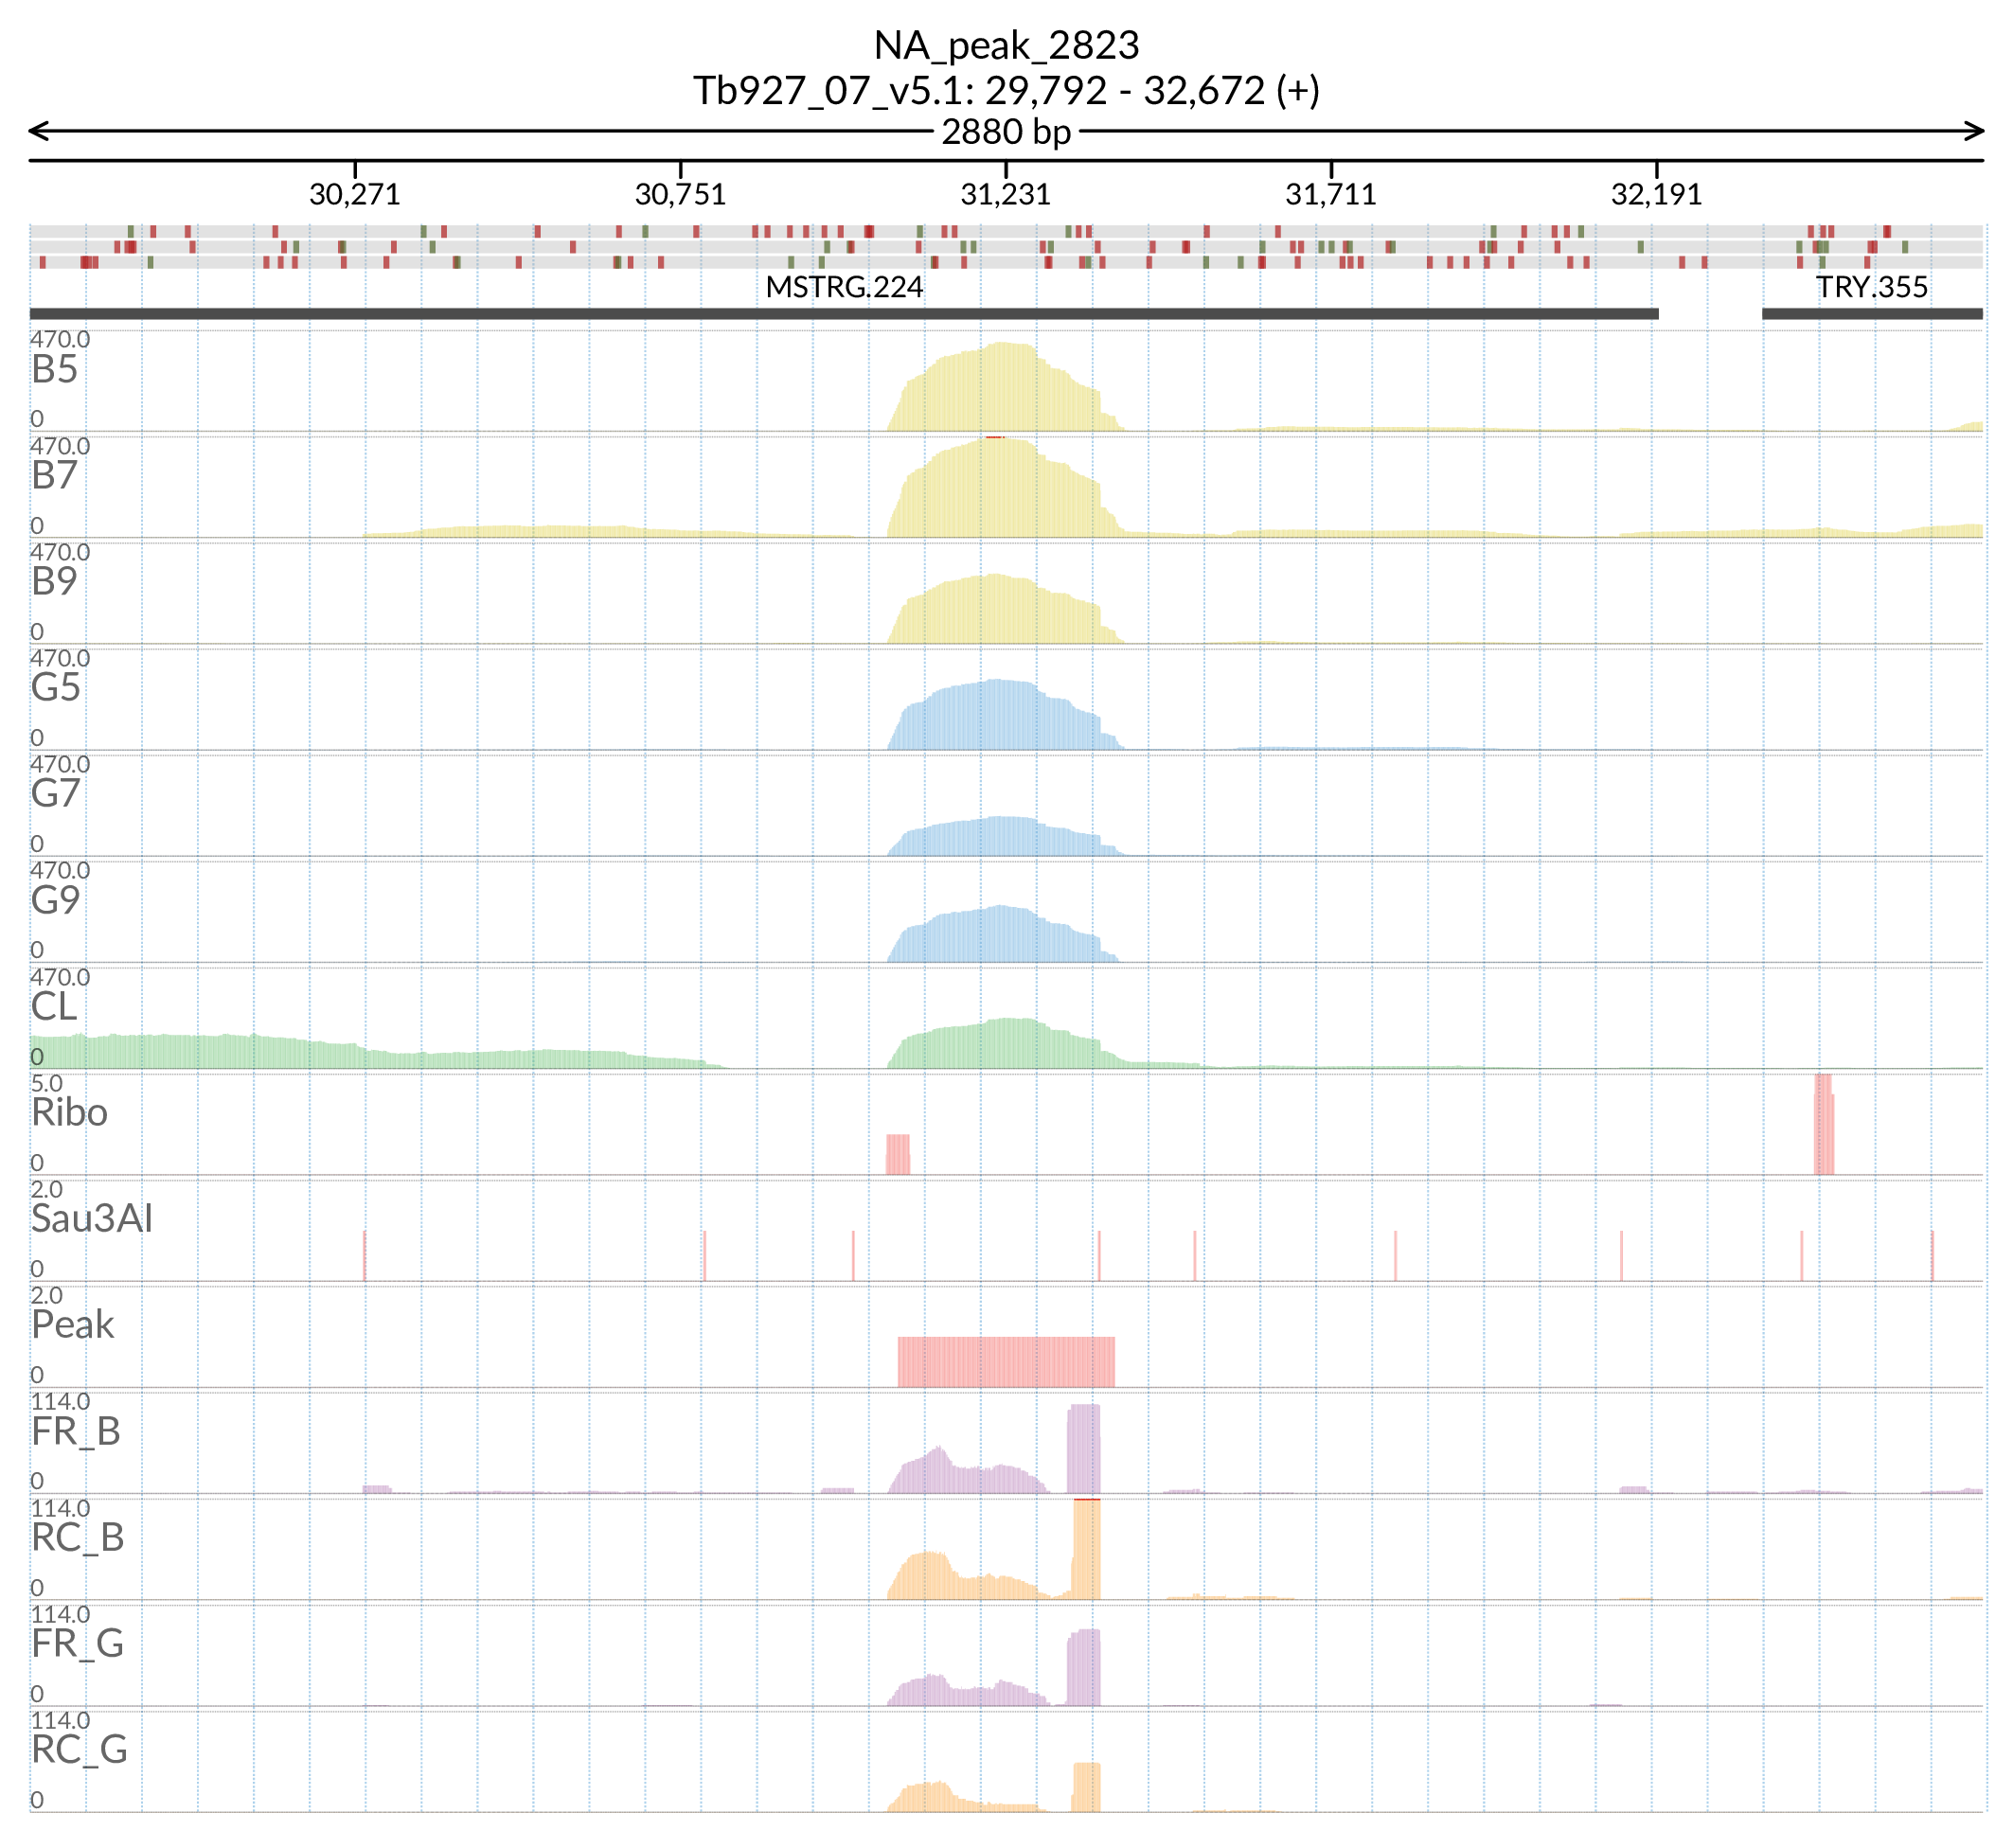 NA_peak_2823
Tb927_07_v5.1: 29,792 - 32,672 (+)
2880 bp
30,271 30,751 31,231 31,711 32,191
MSTRG.224 TRY.355
470.0
B5
0
470.0
B7
0
470.0
B9
0
470.0
G5
0
470.0
G7
0
470.0
G9
0
470.0
CL
0
5.0
Ribo
0
2.0
Sau3AI
0
2.0
Peak
0
114.0
FR_B
0
114.0
RC_B
0
114.0
FR_G
0
114.0
RC_G
0